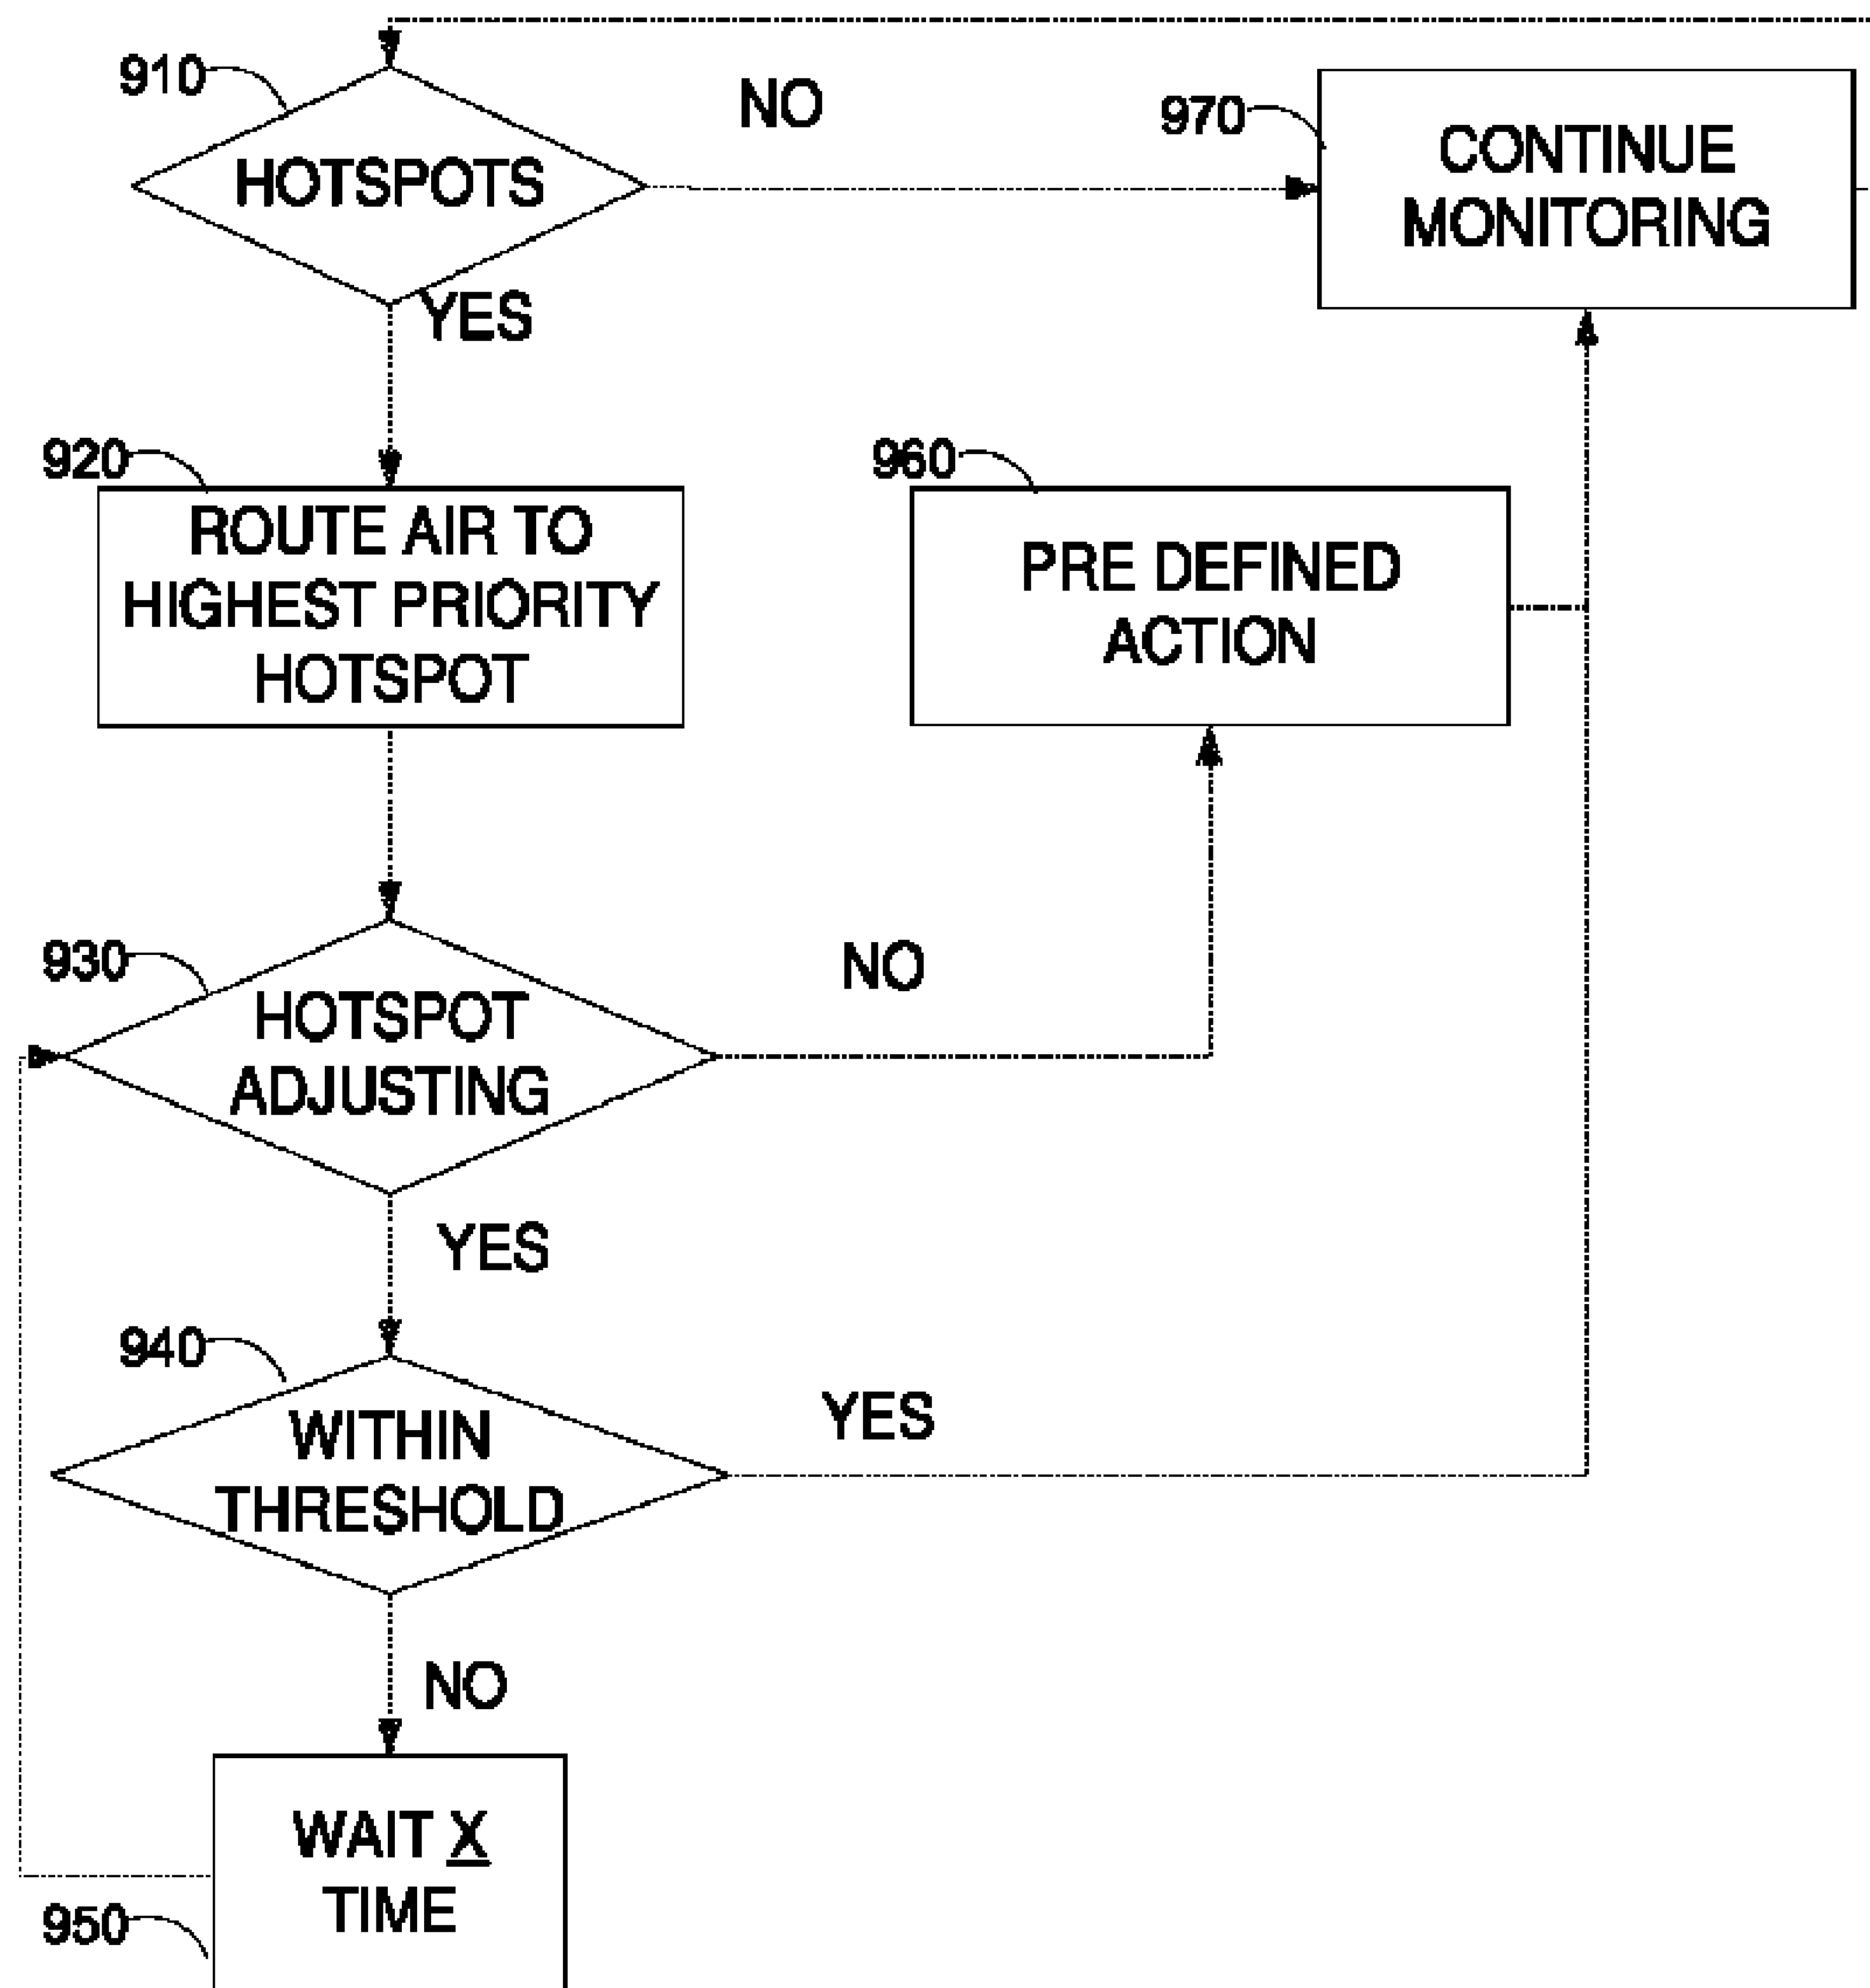 910
HOTSPOTS
NO
970
CONTINUE
MONITORING
YES
920
ROUTE AIR TO
HIGHEST PRIORITY
HOTSPOT
960
PRE DEFINED
ACTION
930
HOTSPOT
ADJUSTING
NO
YES
940
WITHIN
THRESHOLD
YES
NO
WAIT X
TIME
950